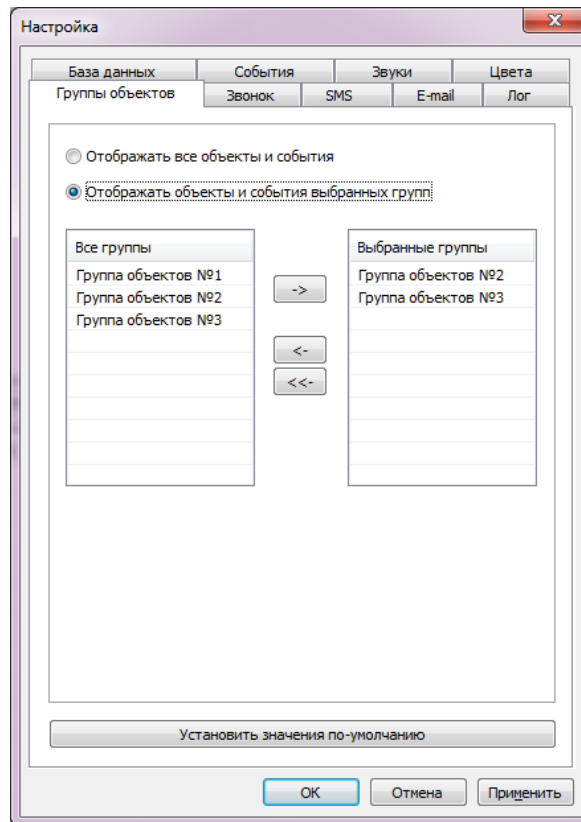 Настройка
База данных События Звуки Цвета
Группы объектов Звонок SMS E-mail Лог
Отображать все объекты и события
Отображать объекты и события выбранных групп
Все группы Выбранные группы
Группа объектов №1 -> Группа объектов №2
Группа объектов №2 Группа объектов №3
Группа объектов №3
<-
<<-
Установить значения по-умолчанию
OK Отмена Применить